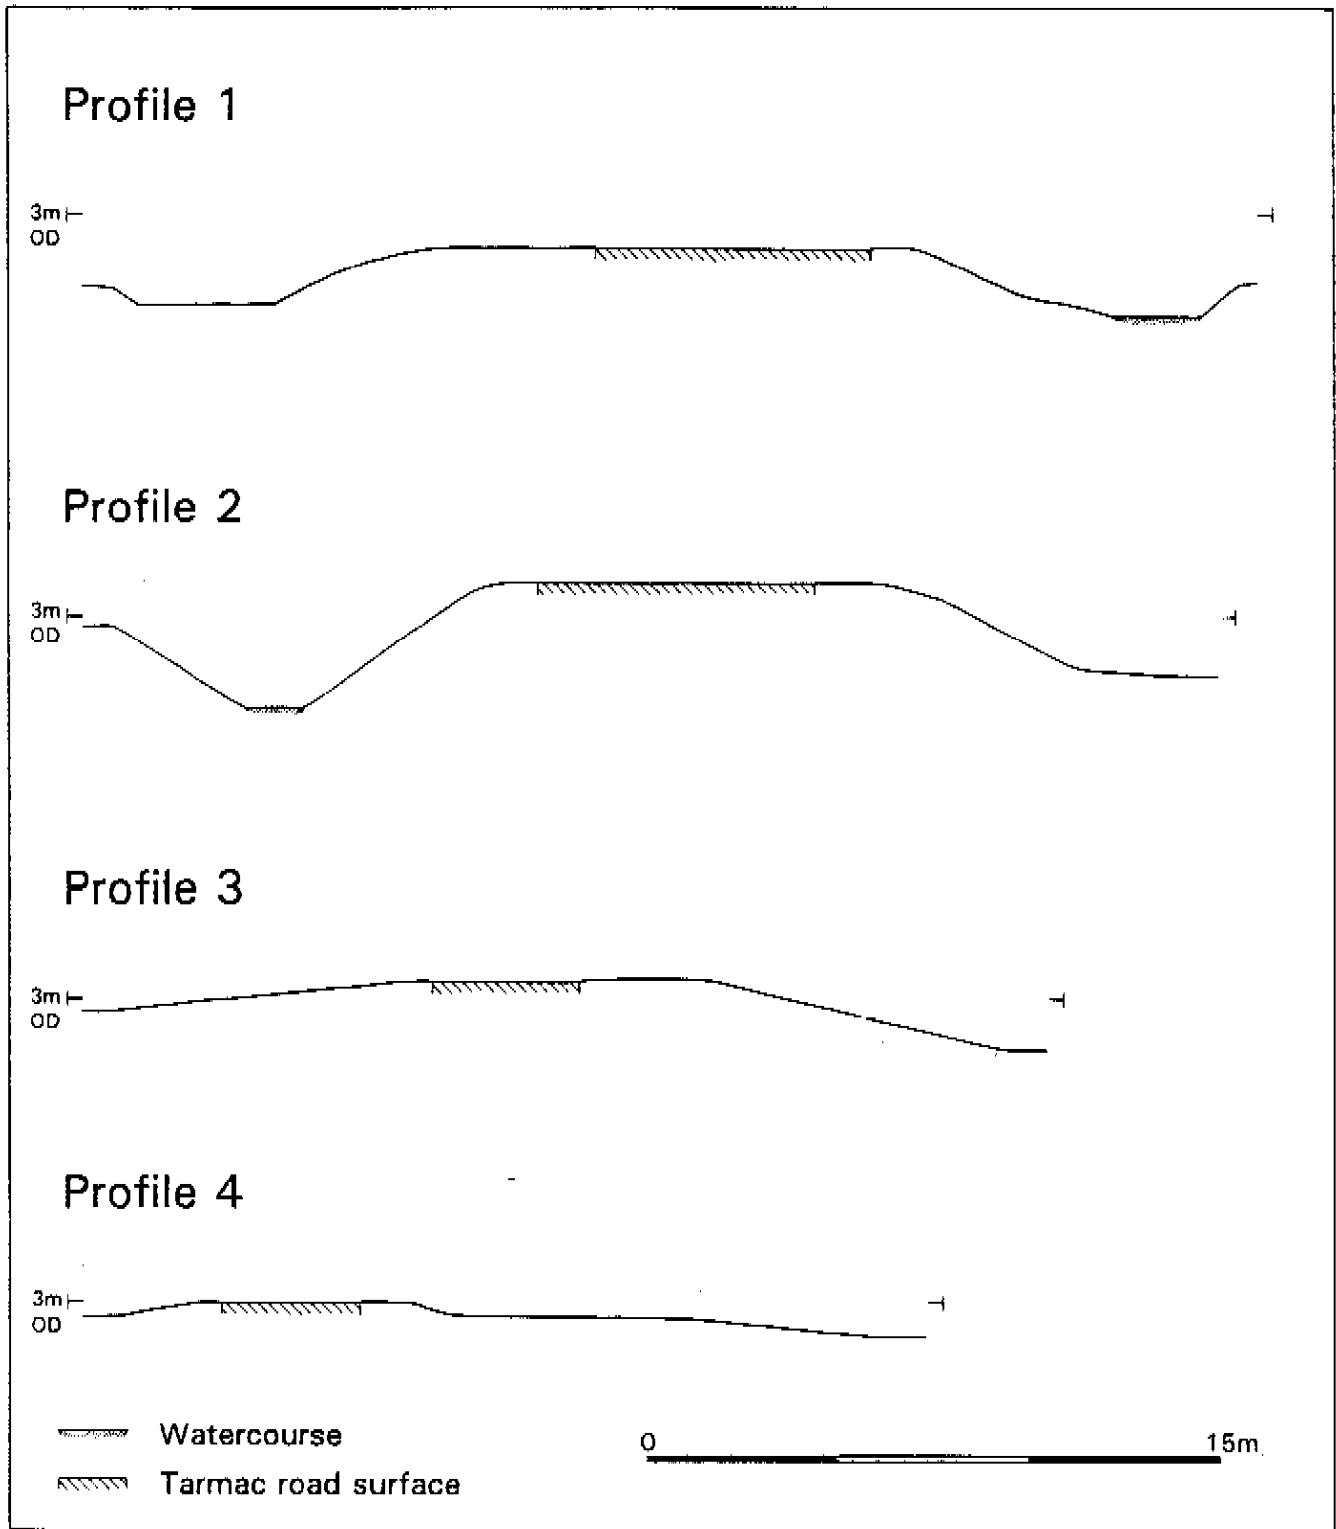 Profile 1
3m
OD
Profile 2
3m
OD
Profile 3
3m
OD
Profile 4
3m
OD
Watercourse
Tarmac road surface
0 15m